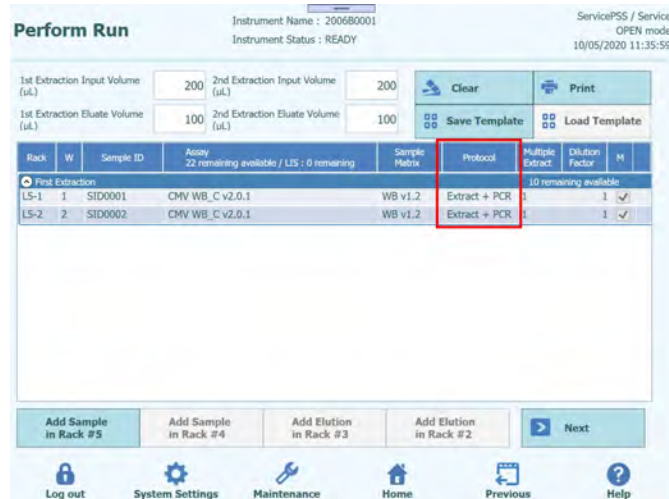 Perform Run
Instrument Name : 2006B0001
Instrument Status : READY
ServicePSS / Service
OPEN mode
10/05/2020 11:35:59
1st Extraction Input Volume (uL) 200 2nd Extraction Input Volume (uL) 200 Clear Print
1st Extraction Eluate Volume (uL) 100 2nd Extraction Eluate Volume (uL) 100 Save Template Load Template
Rack W Sample ID Assay Sample Matrix Protocol Multiple Extract Dilution Factor M
22 remaining available / LIS : 0 remaining
First Extraction 10 remaining available
L5-1 1 SID0001 CMV WB_C v2.0.1 WB v1.2 Extract + PCR 1 1
L5-2 2 SID0002 CMV WB_C v2.0.1 WB v1.2 Extract + PCR 1 1
Add Sample in Rack #5 Add Sample in Rack #4 Add Elution in Rack #3 Add Elution in Rack #2 Next
Log out System Settings Maintenance Home Previous Help